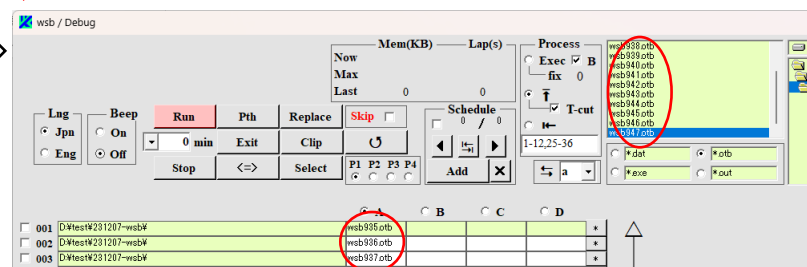 wsb / Debug
Mem(KB) Lap(s)
Now
Max
Last 0 0
Process
Exec B
fix 0
T-cut
1-12,25-36
a
wsb938.otb
wsb939.otb
wsb940.otb
wsb941.otb
wsb942.otb
wsb943.otb
wsb944.otb
wsb945.otb
wsb946.otb
wsb947.otb
*.dat *.otb
*.exe *.out
Lng Beep
Jpn On
Eng Off
Run Pth Replace Skip
0 min Exit Clip ↺
Stop <=> Select P1 P2 P3 P4
Schedule
0 / 0
Add X
A B C D
001 D:¥test¥231207-wsb¥ wsb935.otb *
002 D:¥test¥231207-wsb¥ wsb936.otb *
003 D:¥test¥231207-wsb¥ wsb937.otb *